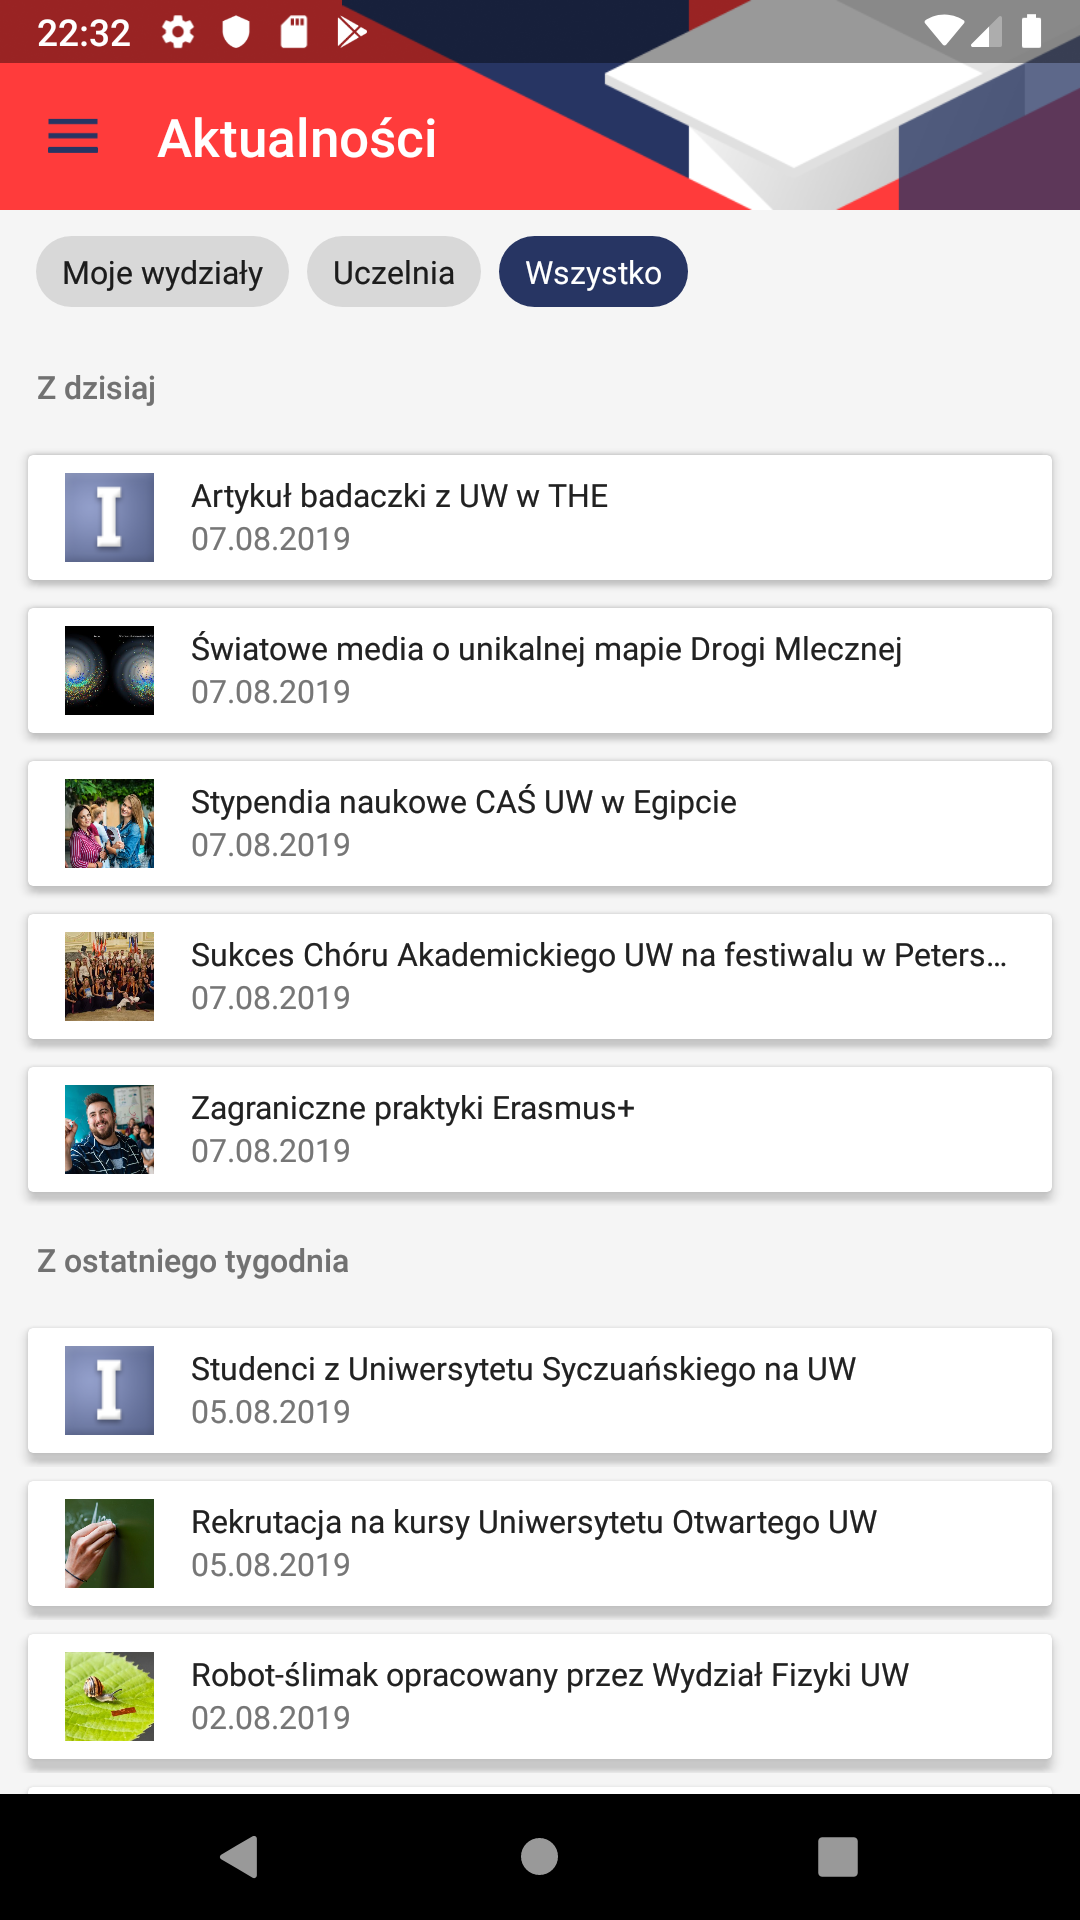 22:32
Aktualności
Moje wydziały
Uczelnia
Wszystko
Z dzisiaj
Artykuł badaczki z UW w THE
07.08.2019
Światowe media o unikalnej mapie Drogi Mlecznej
07.08.2019
Stypendia naukowe CAŚ UW w Egipcie
07.08.2019
Sukces Chóru Akademickiego UW na festiwalu w Peters...
07.08.2019
Zagraniczne praktyki Erasmus+
07.08.2019
Z ostatniego tygodnia
Studenci z Uniwersytetu Syczuańskiego na UW
05.08.2019
Rekrutacja na kursy Uniwersytetu Otwartego UW
05.08.2019
Robot-ślimak opracowany przez Wydział Fizyki UW
02.08.2019